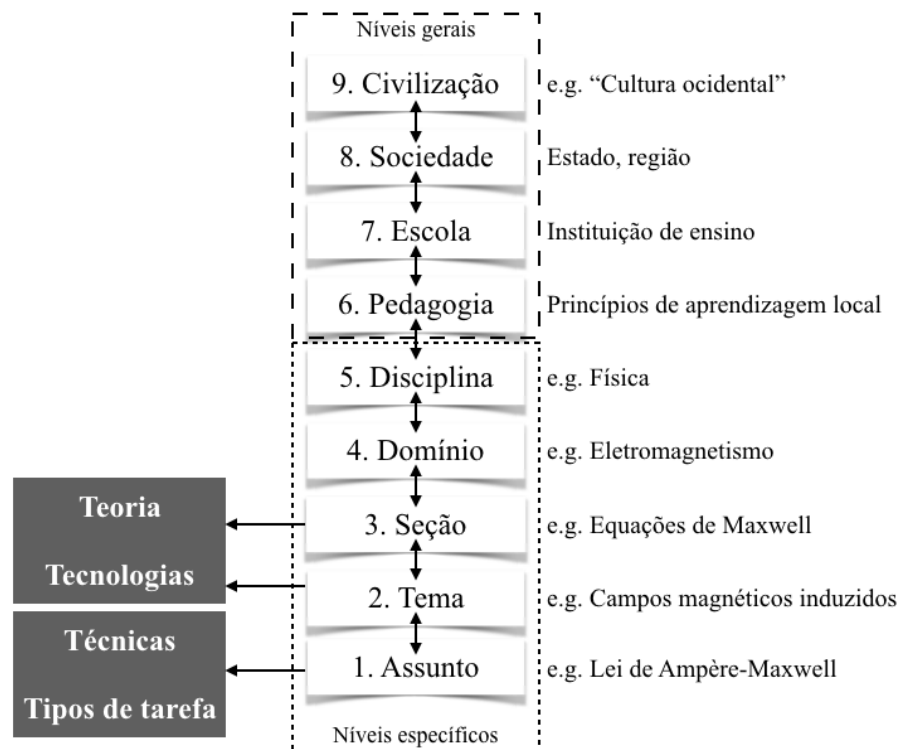 Níveis gerais
9. Civilização
e.g. “Cultura ocidental”
8. Sociedade
Estado, região
7. Escola
Instituição de ensino
6. Pedagogia
Princípios de aprendizagem local
5. Disciplina
e.g. Física
4. Domínio
e.g. Eletromagnetismo
Teoria
3. Seção
e.g. Equações de Maxwell
Tecnologias
2. Tema
e.g. Campos magnéticos induzidos
Técnicas
1. Assunto
e.g. Lei de Ampère-Maxwell
Tipos de tarefa
Níveis específicos